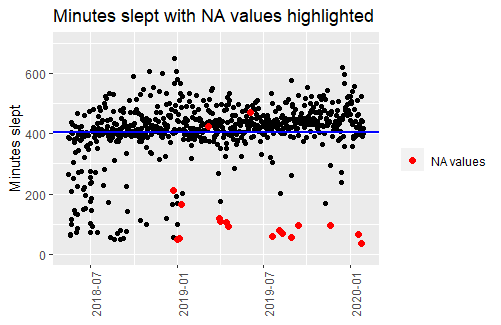 Minutes slept with NA values highlighted
Minutes slept
600
400
200
0
2018-07
2019-01
2019-07
2020-01
NA values